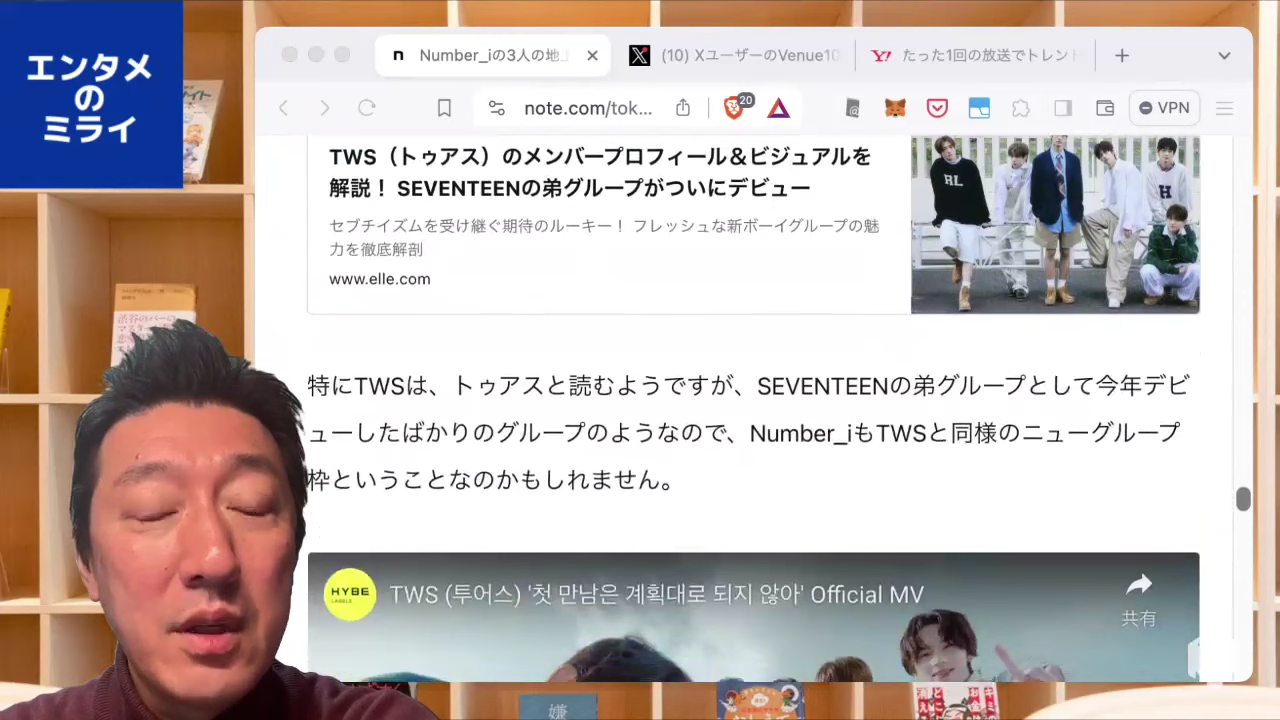 エンタメ
の
ミライ
n Number_iの3人の地
(10) XユーザーのVenue10
Y! たった1回の放送でトレント
note.com/tok...
20
VPN
TWS（トゥアス）のメンバープロフィール＆ビジュアルを
解説！ SEVENTEENの弟グループがついにデビュー
セブチイズムを受け継ぐ期待のルーキー！ フレッシュな新ボーイグループの魅
力を徹底解剖
www.elle.com
RL
H
特にTWSは、トゥアスと読むようですが、SEVENTEENの弟グループとして今年デビ
ューしたばかりのグループのようなので、Number_iもTWSと同様のニューグループ
枠ということなのかもしれません。
HYBE
LABELS
TWS (투어스) '첫 만남은 계획대로 되지 않아' Official MV
共有
嫌